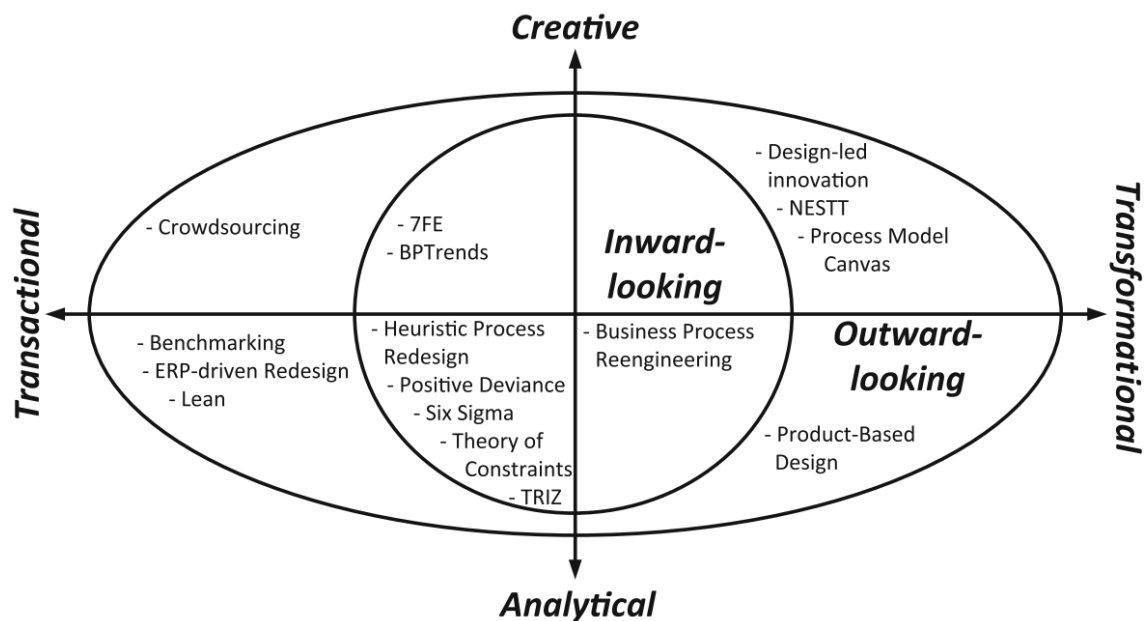 Creative
- Design-led
innovation
- NESTT
- Process Model
Canvas
- Crowdsourcing
- 7FE
- BPTrends
Inward-
looking
Transactional
Transformational
- Benchmarking
- ERP-driven Redesign
- Lean
- Heuristic Process
Redesign
- Positive Deviance
- Six Sigma
- Theory of
Constraints
- TRIZ
- Business Process
Reengineering
Outward-
looking
- Product-Based
Design
Analytical